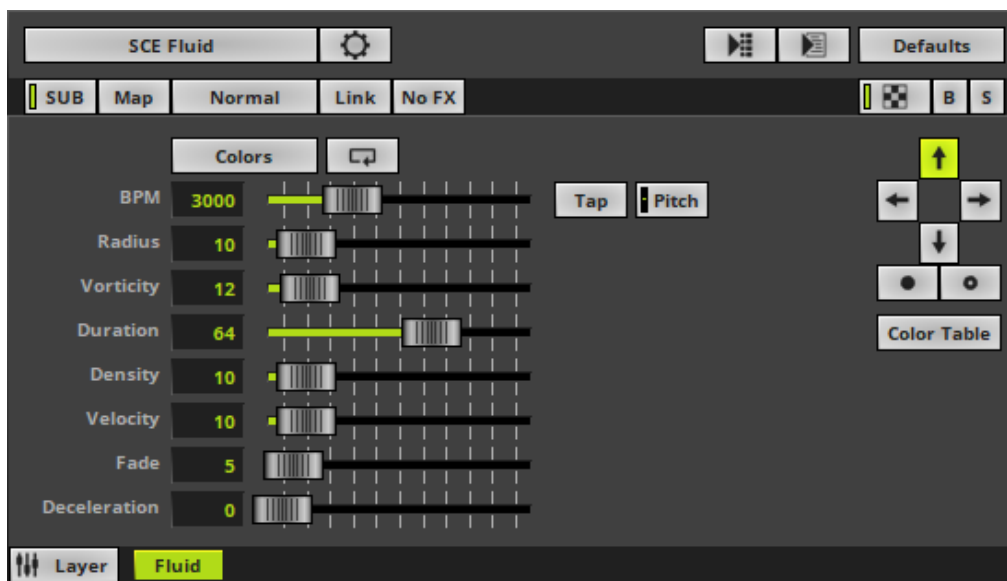 SCE Fluid Defaults
SUB Map Normal Link No FX B S
Colors
BPM 3000 Tap Pitch
Radius 10
Vorticity 12
Duration 64 Color Table
Density 10
Velocity 10
Fade 5
Deceleration 0
Layer Fluid